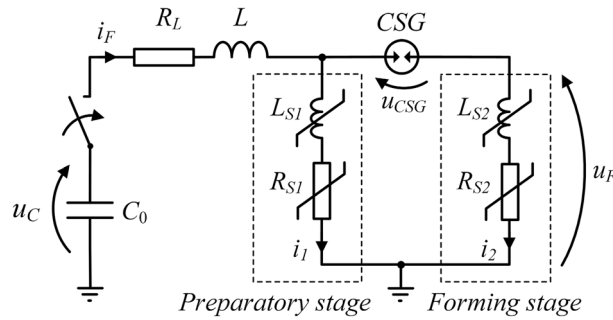 R_L
L
CSG
i_F
u_CSG
L_S1
L_S2
u_F
R_S1
R_S2
u_C
C_0
i_1
i_2
Preparatory stage
Forming stage